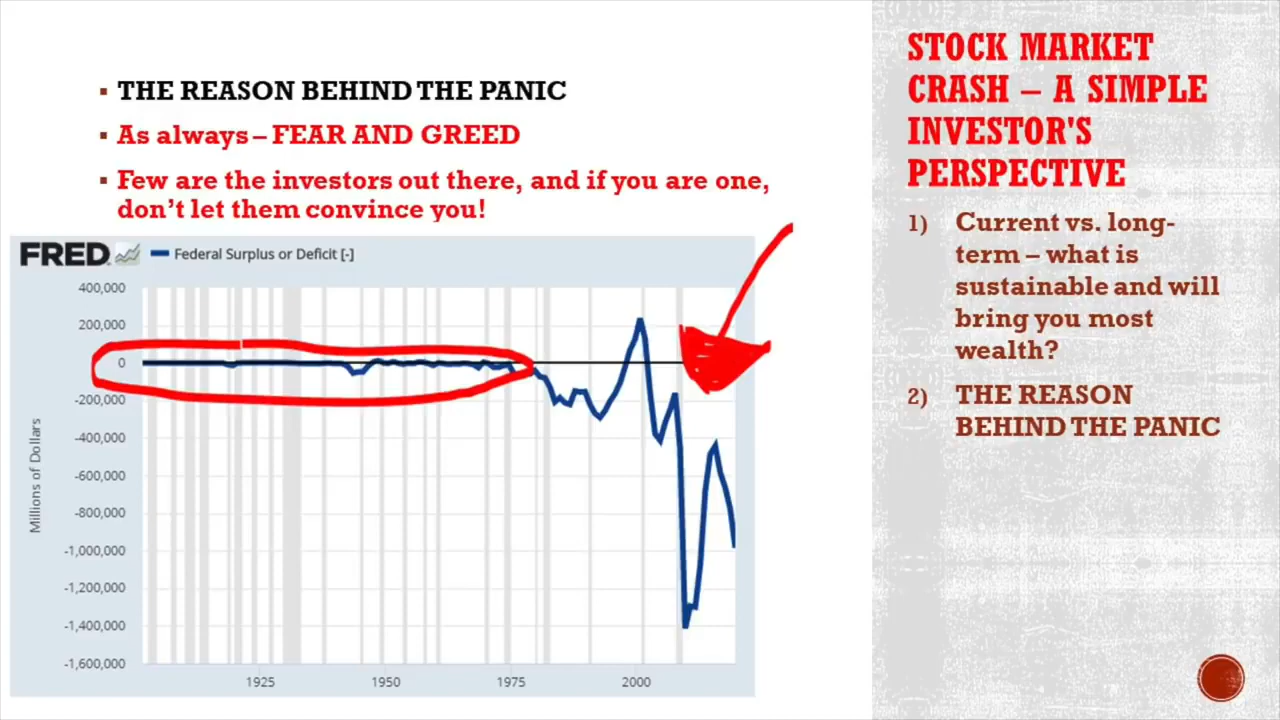 THE REASON BEHIND THE PANIC
As always – FEAR AND GREED
Few are the investors out there, and if you are one,
don’t let them convince you!
FRED
Federal Surplus or Deficit [-]
400,000
200,000
0
-200,000
-400,000
-600,000
-800,000
-1,000,000
-1,200,000
-1,400,000
-1,600,000
Millions of Dollars
1925 1950 1975 2000
STOCK MARKET
CRASH – A SIMPLE
INVESTOR'S
PERSPECTIVE
1) Current vs. long-
term – what is
sustainable and will
bring you most
wealth?
2) THE REASON
BEHIND THE PANIC